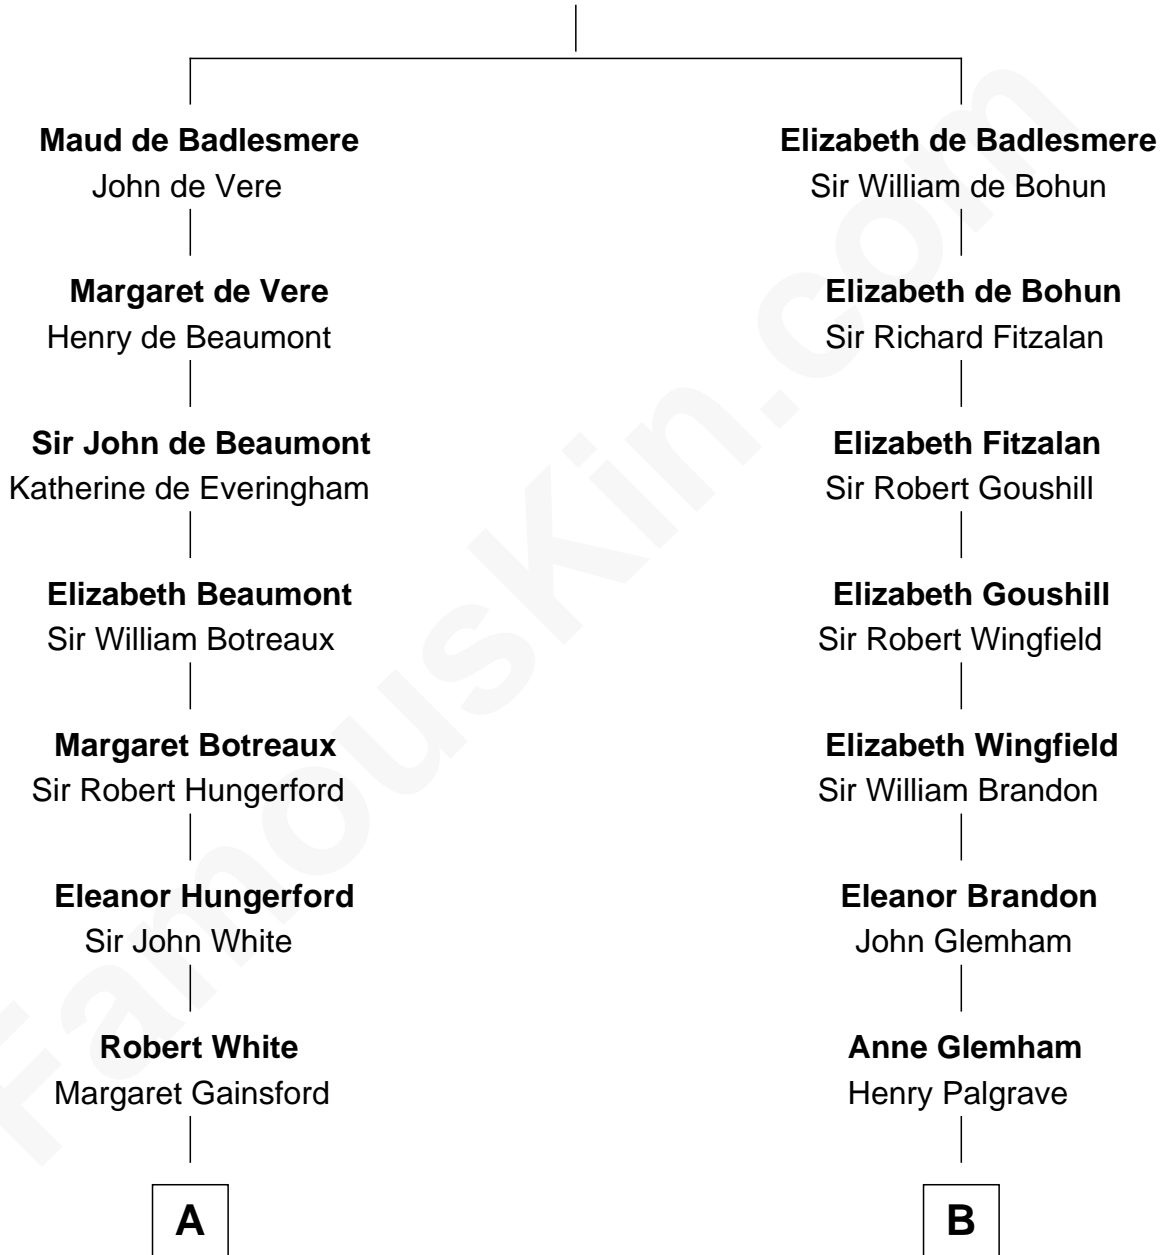 Maud de Badlesmere
John de Vere
Margaret de Vere
Henry de Beaumont
Sir John de Beaumont
Katherine de Everingham
Elizabeth Beaumont
Sir William Botreaux
Margaret Botreaux
Sir Robert Hungerford
Eleanor Hungerford
Sir John White
Robert White
Margaret Gainsford
A
Elizabeth de Badlesmere
Sir William de Bohun
Elizabeth de Bohun
Sir Richard Fitzalan
Elizabeth Fitzalan
Sir Robert Goushill
Elizabeth Goushill
Sir Robert Wingfield
Elizabeth Wingfield
Sir William Brandon
Eleanor Brandon
John Glemham
Anne Glemham
Henry Palgrave
B
FamousKin.com